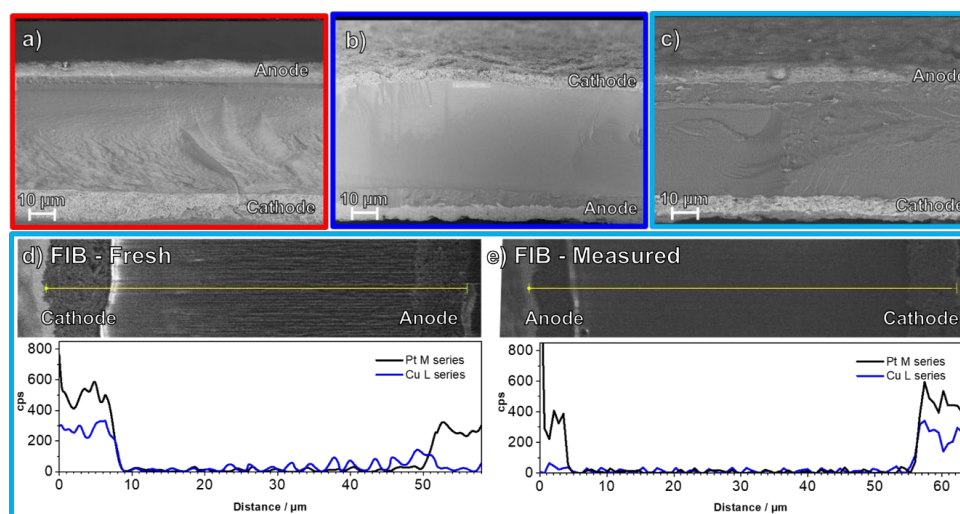 a)
Anode
10 µm
Cathode
b)
Cathode
10 µm
Anode
c)
Anode
10 µm
Cathode
d) FIB - Fresh
Cathode
Anode
e) FIB - Measured
Anode
Cathode
800
600
400
200
0
cps
Pt M series
Cu L series
0 10 20 30 40 50
Distance / µm
800
600
400
200
0
cps
Pt M series
Cu L series
0 10 20 30 40 50 60
Distance / µm